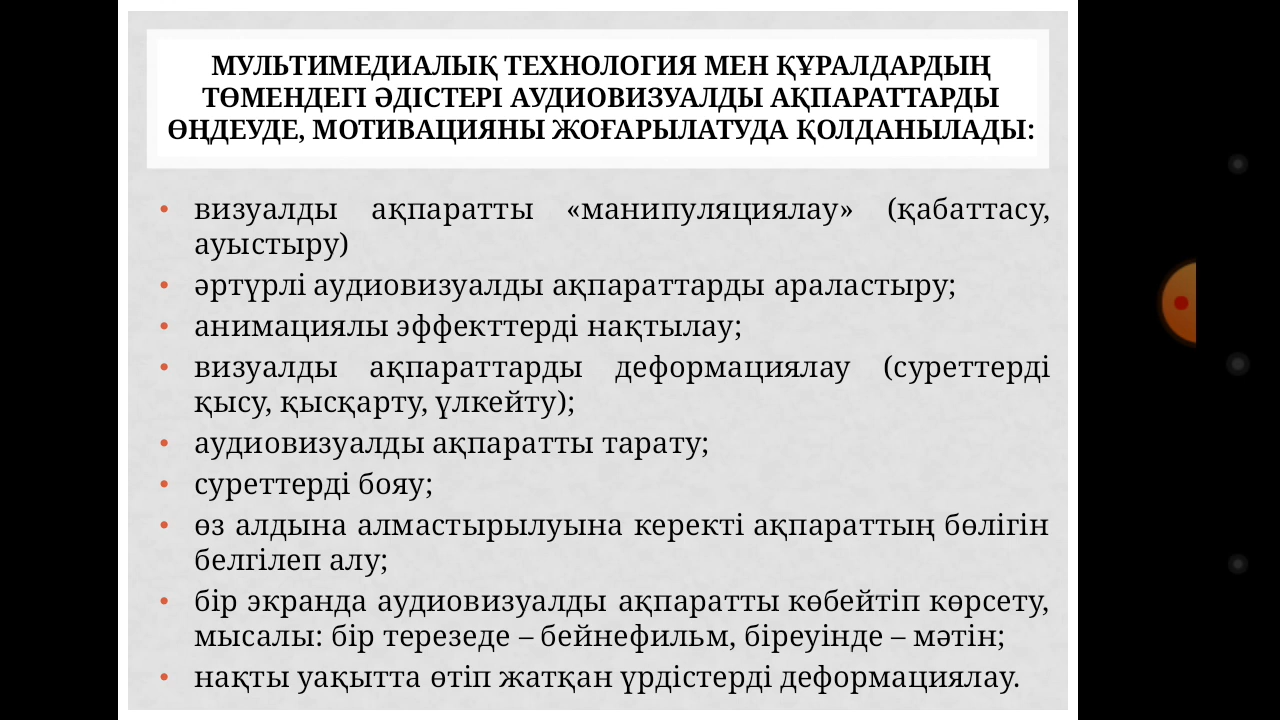 МУЛЬТИМЕДИАЛЫҚ ТЕХНОЛОГИЯ МЕН ҚҰРАЛДАРДЫҢ
ТӨМЕНДЕГІ ӘДІСТЕРІ АУДИОВИЗУАЛДЫ АҚПАРАТТАРДЫ
ӨҢДЕУДЕ, МОТИВАЦИЯНЫ ЖОҒАРЫЛАТУДА ҚОЛДАНЫЛАДЫ:
• визуалды ақпаратты «манипуляциялау» (қабаттасу,
ауыстыру)
• әртүрлі аудиовизуалды ақпараттарды араластыру;
• анимациялы эффекттерді нақтылау;
• визуалды ақпараттарды деформациялау (суреттерді
қысу, қысқарту, үлкейту);
• аудиовизуалды ақпаратты тарату;
• суреттерді бояу;
• өз алдына алмастырылуына керекті ақпараттың бөлігін
белгілеп алу;
• бір экранда аудиовизуалды ақпаратты көбейтіп көрсету,
мысалы: бір терезеде – бейнефильм, біреуінде – мәтін;
• нақты уақытта өтіп жатқан үрдістерді деформациялау.